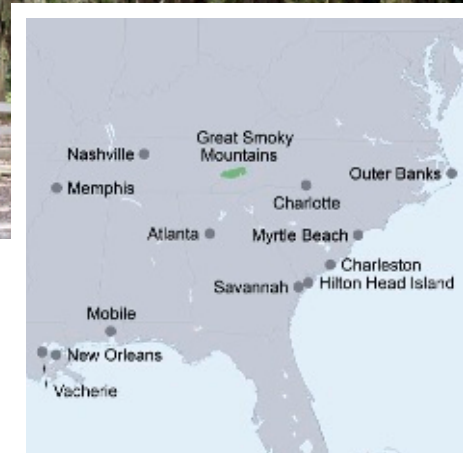 Great Smoky
Mountains
Nashville
Outer Banks
Memphis
Charlotte
Atlanta
Myrtle Beach
Charleston
Savannah
Hilton Head Island
Mobile
New Orleans
Vacherie